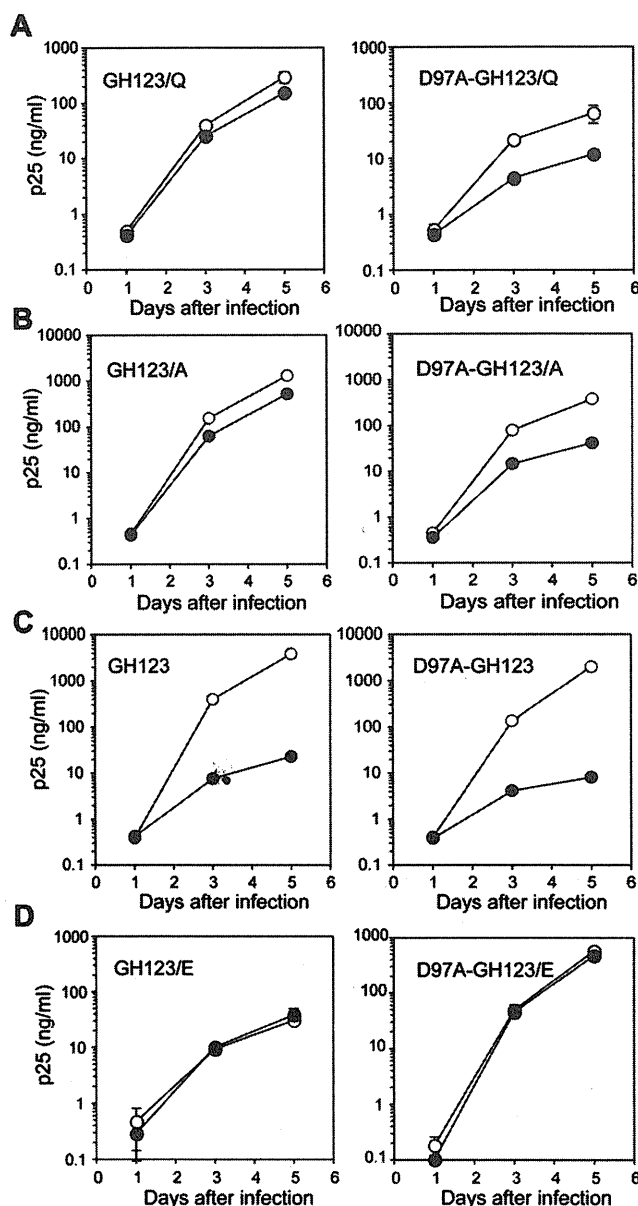 A
GH123/Q
D97A-GH123/Q
p25 (ng/ml)
1000
100
10
1
0.1
0 1 2 3 4 5 6
Days after infection
1000
100
10
1
0.1
0 1 2 3 4 5 6
Days after infection
B
GH123/A
D97A-GH123/A
p25 (ng/ml)
10000
1000
100
10
1
0.1
0 1 2 3 4 5 6
Days after infection
10000
1000
100
10
1
0.1
0 1 2 3 4 5 6
Days after infection
C
GH123
D97A-GH123
p25 (ng/ml)
10000
1000
100
10
1
0.1
0 1 2 3 4 5 6
Days after infection
10000
1000
100
10
1
0.1
0 1 2 3 4 5 6
Days after infection
D
GH123/E
D97A-GH123/E
p25 (ng/ml)
1000
100
10
1
0.1
0 1 2 3 4 5 6
Days after infection
1000
100
10
1
0.1
0 1 2 3 4 5 6
Days after infection